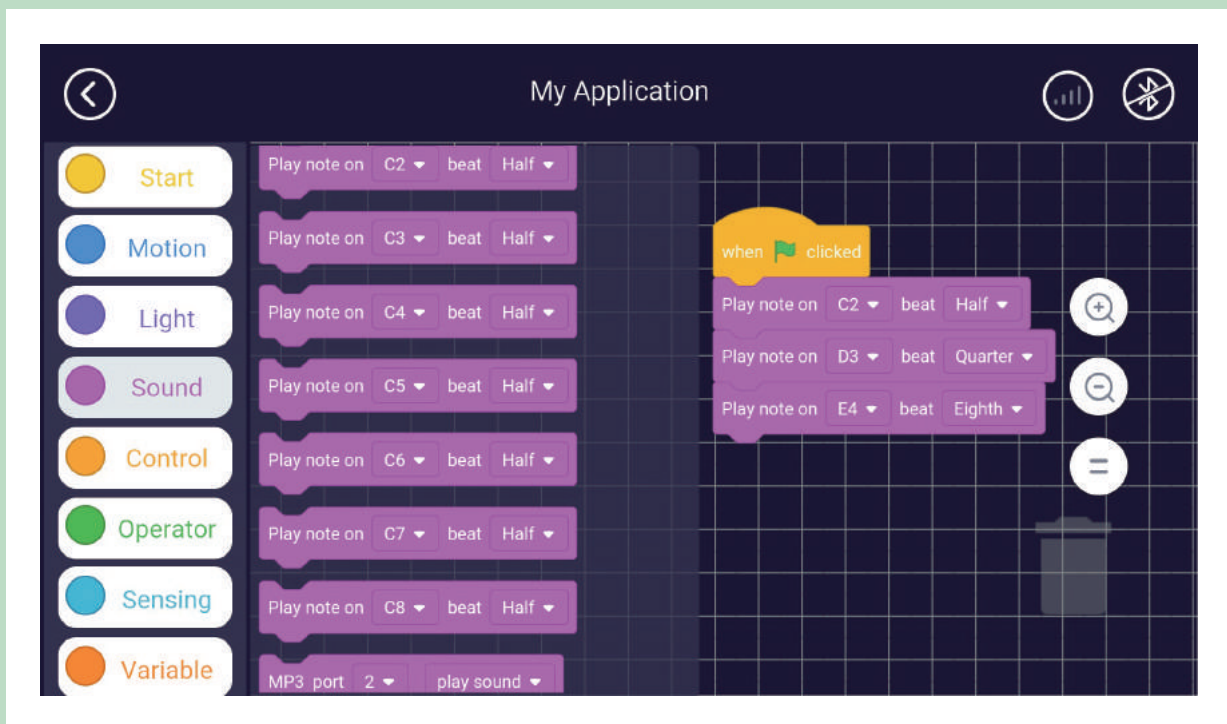 My Application
Start
Motion
Light
Sound
Control
Operator
Sensing
Variable
Play note on C2 beat Half
Play note on C3 beat Half
Play note on C4 beat Half
Play note on C5 beat Half
Play note on C6 beat Half
Play note on C7 beat Half
Play note on C8 beat Half
MP3 port 2 play sound
when clicked
Play note on C2 beat Half
Play note on D3 beat Quarter
Play note on E4 beat Eighth